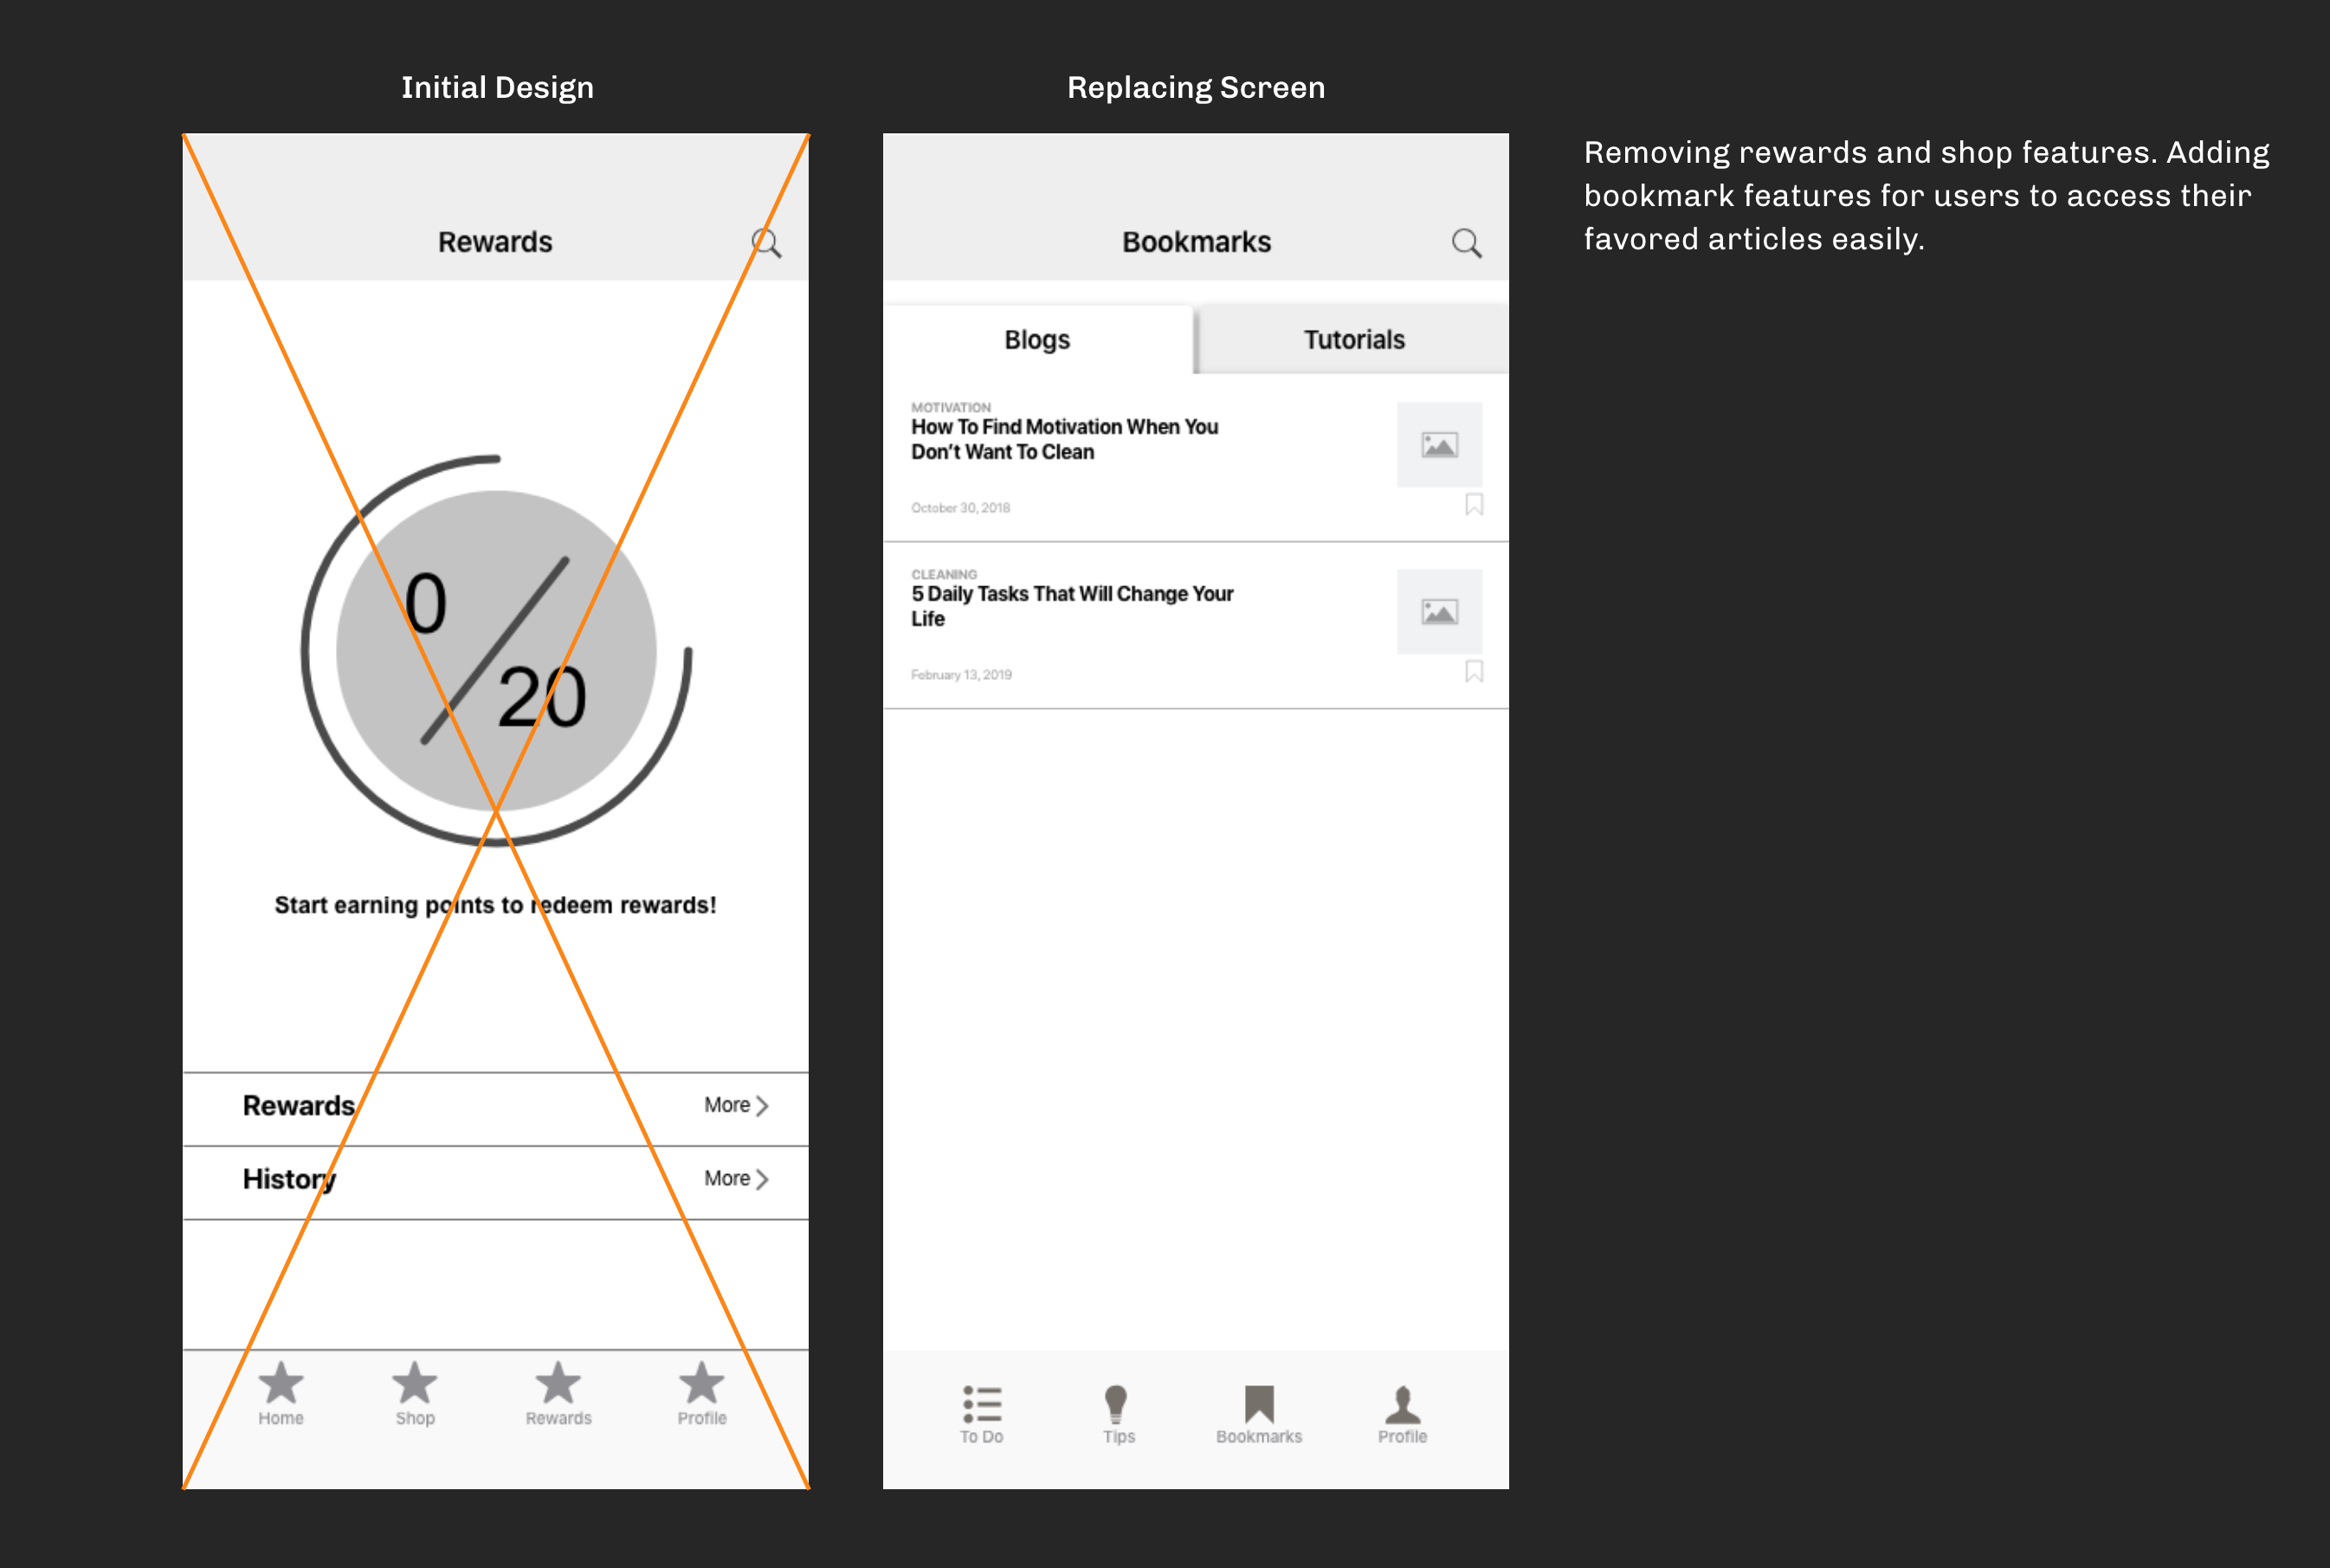 Initial Design
Rewards
0
20
Start earning points to redeem rewards!
Rewards
More
History
More
Home
Shop
Rewards
Profile
Replacing Screen
Bookmarks
Blogs
Tutorials
MOTIVATION
How To Find Motivation When You
Don’t Want To Clean
October 30, 2018
CLEANING
5 Daily Tasks That Will Change Your
Life
February 13, 2019
To Do
Tips
Bookmarks
Profile
Removing rewards and shop features. Adding
bookmark features for users to access their
favored articles easily.